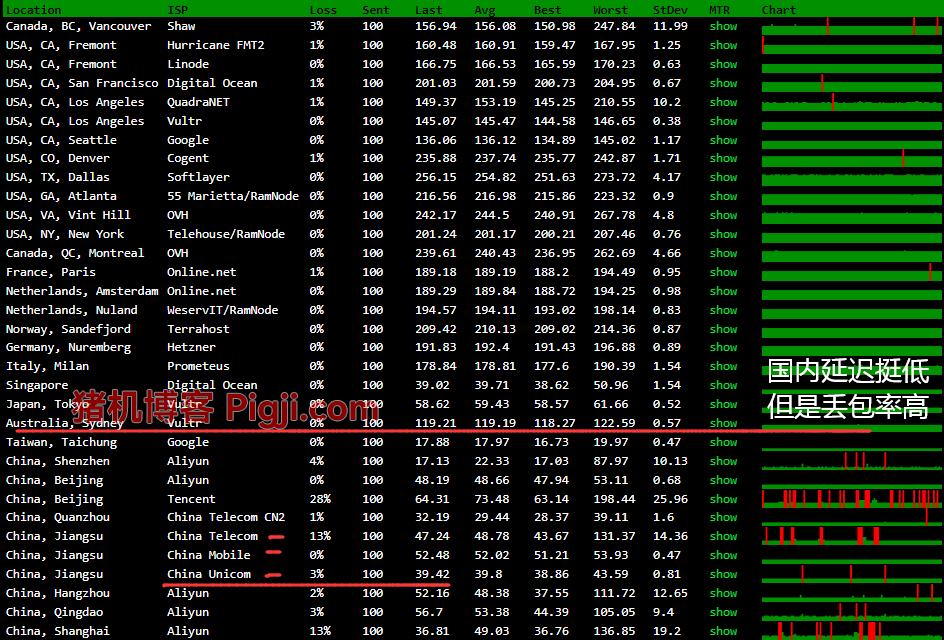 Location ISP Loss Sent Last Avg Best Worst StDev MTR Chart
Canada, BC, Vancouver Shaw 3% 100 156.94 156.08 150.98 247.84 11.99 show
USA, CA, Fremont Hurricane FMT2 1% 100 160.48 160.91 159.47 167.95 1.25 show
USA, CA, Fremont Linode 0% 100 166.75 166.53 165.59 170.23 0.63 show
USA, CA, San Francisco Digital Ocean 1% 100 201.03 201.59 200.73 204.95 0.67 show
USA, CA, Los Angeles QuadraNET 1% 100 149.37 153.19 145.25 210.55 10.2 show
USA, CA, Los Angeles Vultr 0% 100 145.07 145.47 144.58 146.65 0.38 show
USA, CA, Seattle Google 0% 100 136.06 136.12 134.89 145.02 1.17 show
USA, CO, Denver Cogent 1% 100 235.88 237.74 235.77 242.87 1.71 show
USA, TX, Dallas Softlayer 0% 100 256.15 254.82 251.63 273.72 4.17 show
USA, GA, Atlanta 55 Marietta/RamNode 0% 100 216.56 216.98 215.86 223.32 0.9 show
USA, VA, Vint Hill OVH 0% 100 242.17 244.5 240.91 267.78 4.8 show
USA, NY, New York Telehouse/RamNode 0% 100 201.24 201.17 200.21 207.46 0.76 show
Canada, QC, Montreal OVH 0% 100 239.61 240.43 236.95 262.69 4.66 show
France, Paris Online.net 1% 100 189.18 189.19 188.2 194.49 0.95 show
Netherlands, Amsterdam Online.net 0% 100 189.29 189.84 188.72 194.25 0.98 show
Netherlands, Nuland WeservIT/RamNode 0% 100 194.57 194.11 193.02 198.14 0.83 show
Norway, Sandefjord Terrahost 0% 100 209.42 210.13 209.02 214.36 0.87 show
Germany, Nuremberg Hetzner 0% 100 191.83 192.4 191.43 196.88 0.89 show
Italy, Milan Prometeus 0% 100 178.84 178.81 177.6 190.39 1.54 show
国内延迟挺低
Singapore Digital Ocean 0% 100 39.02 39.71 38.62 50.96 1.54 show
Japan, Tokyo Vultr 0% 100 58.62 59.43 58.57 61.66 0.52 show
猪机博客 Pigji.com
但是丢包率高
Australia, Sydney Vultr 0% 100 119.21 119.19 118.27 122.59 0.57 show
Taiwan, Taichung Google 0% 100 17.88 17.97 16.73 19.97 0.47 show
China, Shenzhen Aliyun 4% 100 17.13 22.33 17.03 87.97 10.13 show
China, Beijing Aliyun 0% 100 48.19 48.66 47.94 53.11 0.68 show
China, Beijing Tencent 28% 100 64.31 73.48 63.14 198.44 25.96 show
China, Quanzhou China Telecom CN2 1% 100 32.19 29.44 28.37 39.11 1.6 show
China, Jiangsu China Telecom 13% 100 47.24 48.78 43.67 131.37 14.36 show
China, Jiangsu China Mobile 0% 100 52.48 52.02 51.21 53.93 0.47 show
China, Jiangsu China Unicom 3% 100 39.42 39.8 38.86 43.59 0.81 show
China, Hangzhou Aliyun 2% 100 52.16 48.38 37.55 111.72 12.65 show
China, Qingdao Aliyun 3% 100 56.7 53.38 44.39 105.05 9.4 show
China, Shanghai Aliyun 13% 100 36.81 49.03 36.76 136.85 19.2 show